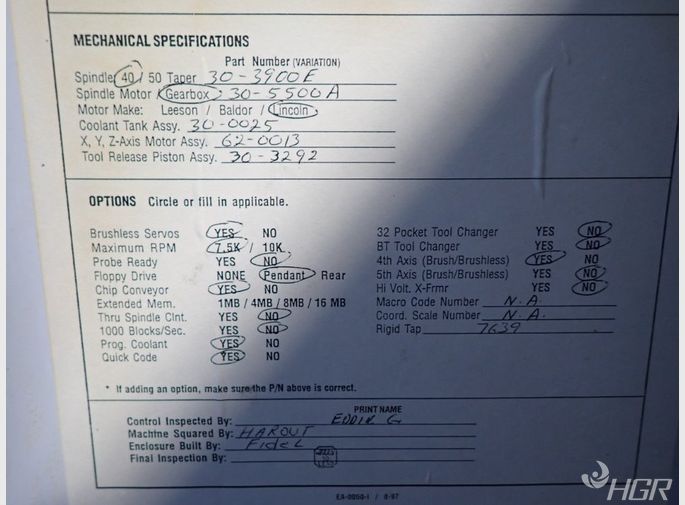 MECHANICAL SPECIFICATIONS
Part Number (VARIATION)
Spindle 40 / 50 Taper 30-3900E
Spindle Motor / Gearbox 30-5500A
Motor Make: Leeson / Baldor / Lincoln
Coolant Tank Assy. 30-0025
X, Y, Z-Axis Motor Assy. 62-0013
Tool Release Piston Assy. 30-3292
OPTIONS Circle or fill in applicable.
Brushless Servos YES NO
Maximum RPM 7.5K / 10K
Probe Ready YES NO
Floppy Drive NONE Pendant Rear
Chip Conveyor YES NO
Extended Mem. 1MB / 4MB / 8MB / 16 MB
Thru Spindle Clnt. YES NO
1000 Blocks/Sec. YES NO
Prog. Coolant YES NO
Quick Code YES NO
32 Pocket Tool Changer YES NO
BT Tool Changer YES NO
4th Axis (Brush/Brushless) YES NO
5th Axis (Brush/Brushless) YES NO
Hi Volt. X-Frmr YES NO
Macro Code Number N.A.
Coord. Scale Number N.A.
Rigid Tap 7639
* If adding an option, make sure the P/N above is correct.
PRINT NAME
Control Inspected By: EDDIE G
Machine Squared By: HAROUT
Enclosure Built By: FideL
Final Inspection By:
EA-0050-1 / 8-97
HGR